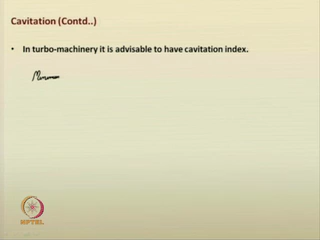 Cavitation (Contd..)
• In turbo-machinery it is advisable to have cavitation index.
NPTEL